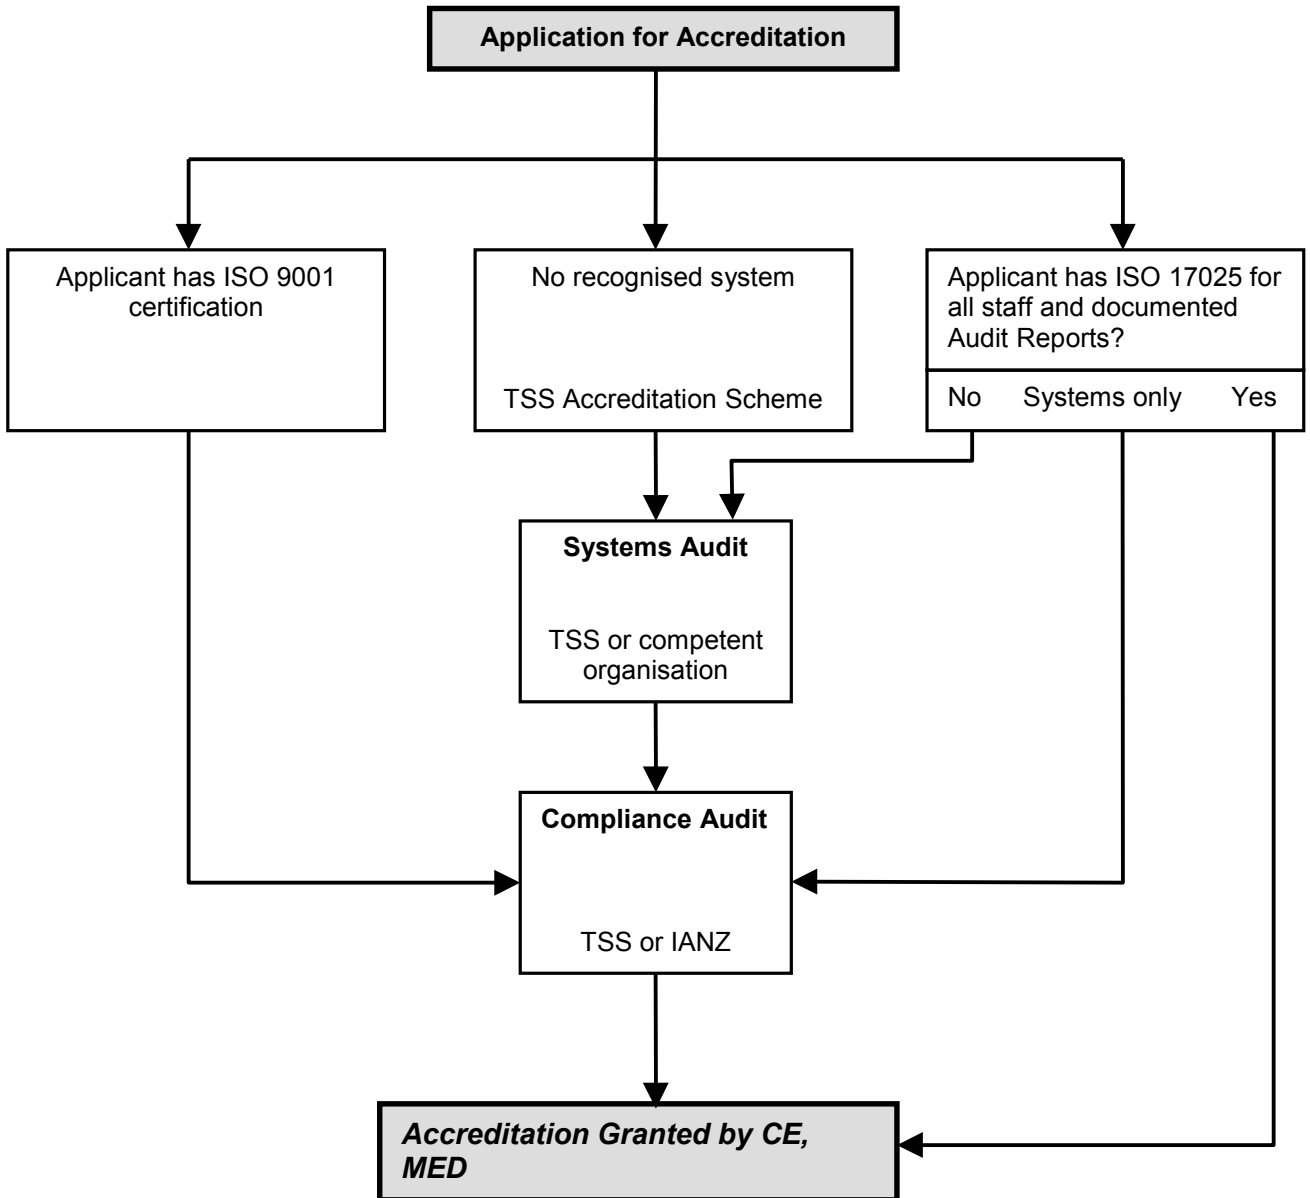 Application for Accreditation
Applicant has ISO 9001
certification
No recognised system
TSS Accreditation Scheme
Applicant has ISO 17025 for
all staff and documented
Audit Reports?
No Systems only Yes
Systems Audit
TSS or competent
organisation
Compliance Audit
TSS or IANZ
Accreditation Granted by CE,
MED